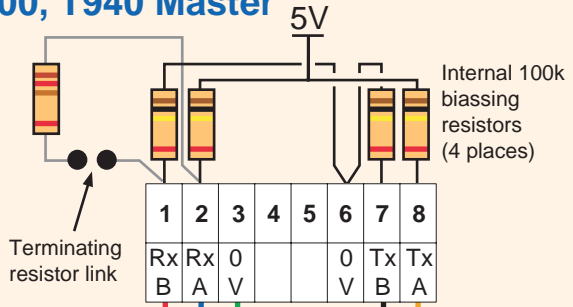 00, T940 Master
5V
Internal 100k
biassing
resistors
(4 places)
Terminating
resistor link
1 2 3 4 5 6 7 8
Rx Rx 0 0 Tx Tx
B A V V B A